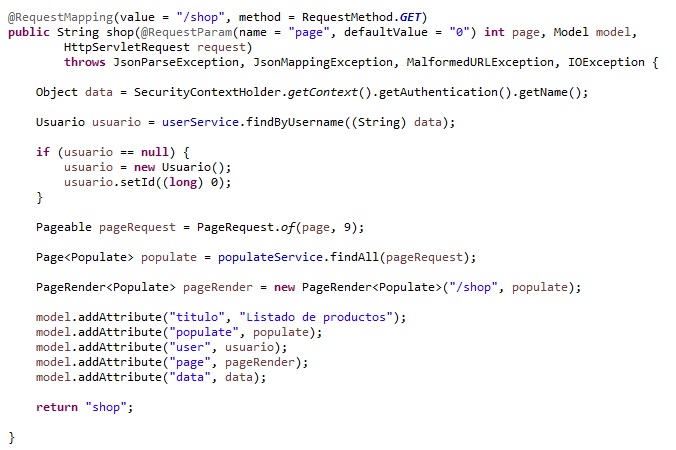 @RequestMapping(value = "/shop", method = RequestMethod.GET)
public String shop(@RequestParam(name = "page", defaultValue = "0") int page, Model model,
        HttpServletRequest request)
        throws JsonParseException, JsonMappingException, MalformedURLException, IOException {

    Object data = SecurityContextHolder.getContext().getAuthentication().getName();

    Usuario usuario = userService.findByUsername((String) data);

    if (usuario == null) {
        usuario = new Usuario();
        usuario.setId((long) 0);
    }

    Pageable pageRequest = PageRequest.of(page, 9);

    Page<Populate> populate = populateService.findAll(pageRequest);

    PageRender<Populate> pageRender = new PageRender<Populate>("/shop", populate);

    model.addAttribute("titulo", "Listado de productos");
    model.addAttribute("populate", populate);
    model.addAttribute("user", usuario);
    model.addAttribute("page", pageRender);
    model.addAttribute("data", data);

    return "shop";

}